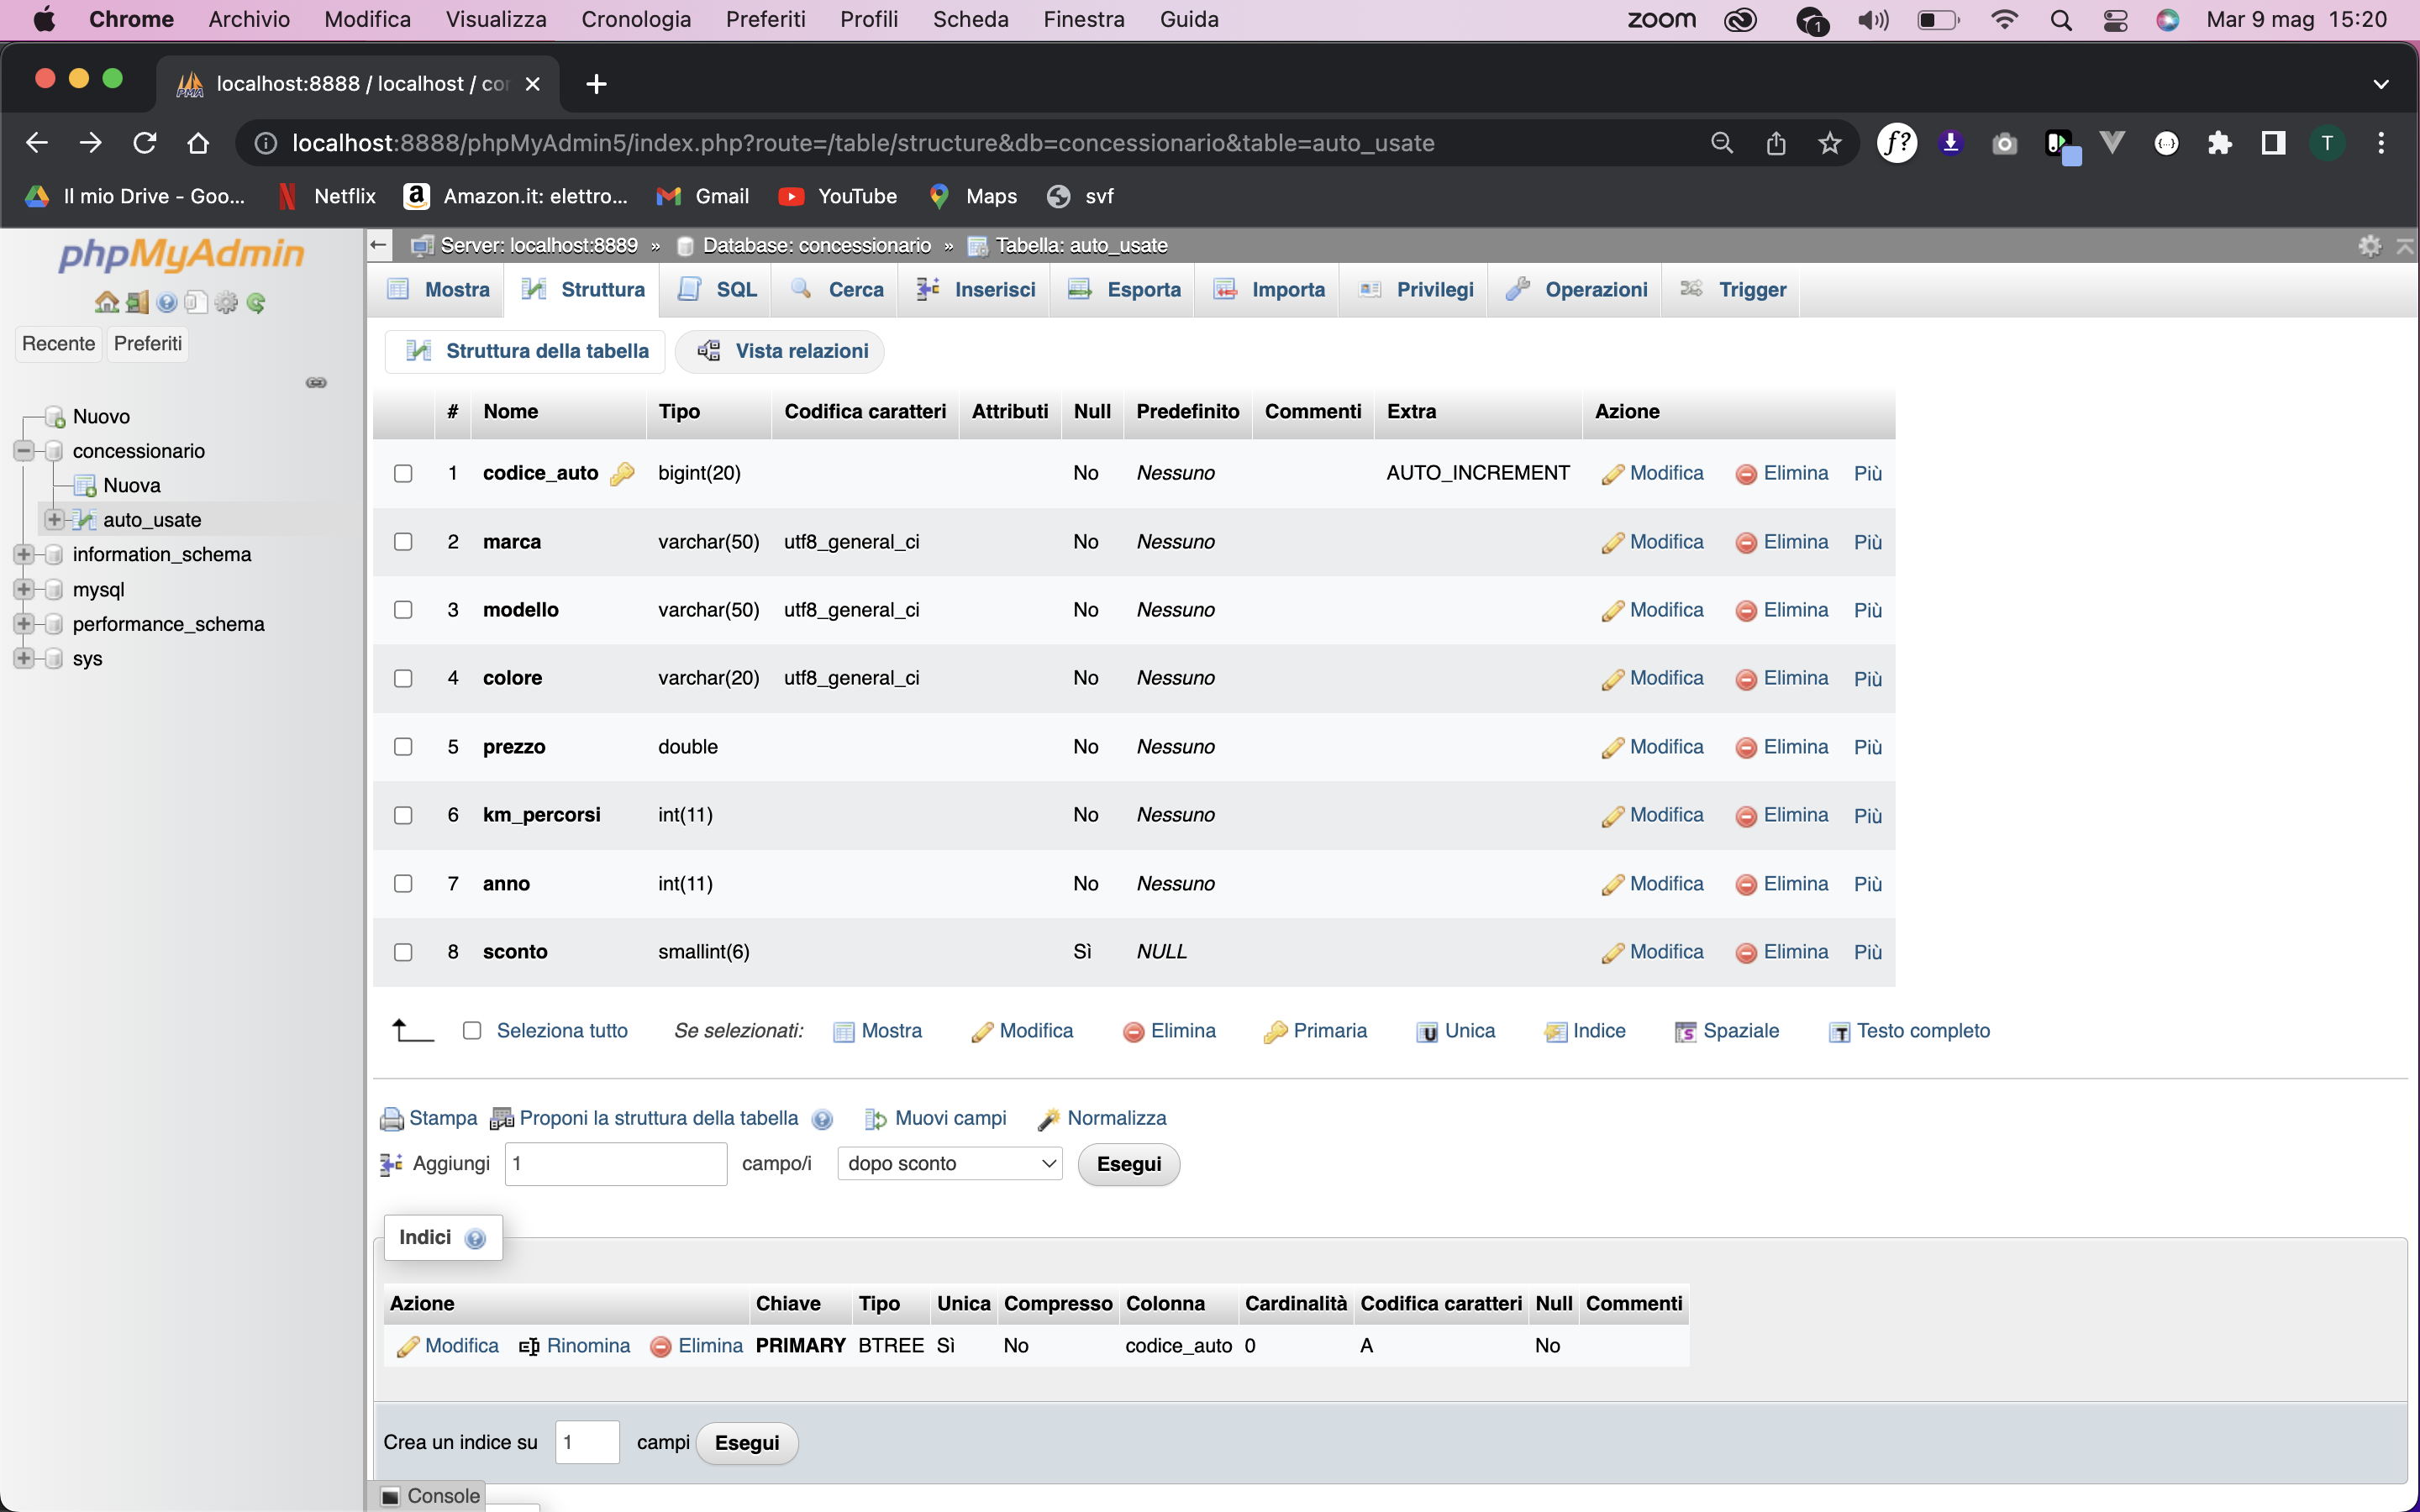 Chrome Archivio Modifica Visualizza Cronologia Preferiti Profili Scheda Finestra Guida zoom 1 Mar 9 mag 15:20
localhost:8888 / localhost / cor
localhost:8888/phpMyAdmin5/index.php?route=/table/structure&db=concessionario&table=auto_usate f? T
Il mio Drive - Goo... Netflix Amazon.it: elettro... Gmail YouTube Maps svf
phpMyAdmin
Recente Preferiti
Nuovo
concessionario
Nuova
auto_usate
information_schema
mysql
performance_schema
sys
Server: localhost:8889 » Database: concessionario » Tabella: auto_usate
Mostra Struttura SQL Cerca Inserisci Esporta Importa Privilegi Operazioni Trigger
Struttura della tabella Vista relazioni
# Nome Tipo Codifica caratteri Attributi Null Predefinito Commenti Extra Azione
1 codice_auto bigint(20) No Nessuno AUTO_INCREMENT Modifica Elimina Più
2 marca varchar(50) utf8_general_ci No Nessuno Modifica Elimina Più
3 modello varchar(50) utf8_general_ci No Nessuno Modifica Elimina Più
4 colore varchar(20) utf8_general_ci No Nessuno Modifica Elimina Più
5 prezzo double No Nessuno Modifica Elimina Più
6 km_percorsi int(11) No Nessuno Modifica Elimina Più
7 anno int(11) No Nessuno Modifica Elimina Più
8 sconto smallint(6) Sì NULL Modifica Elimina Più
Seleziona tutto Se selezionati: Mostra Modifica Elimina Primaria Unica Indice Spaziale Testo completo
Stampa Proponi la struttura della tabella Muovi campi Normalizza
Aggiungi 1 campo/i dopo sconto Esegui
Indici
Azione Chiave Tipo Unica Compresso Colonna Cardinalità Codifica caratteri Null Commenti
Modifica Rinomina Elimina PRIMARY BTREE Sì No codice_auto 0 A No
Crea un indice su 1 campi Esegui
Console